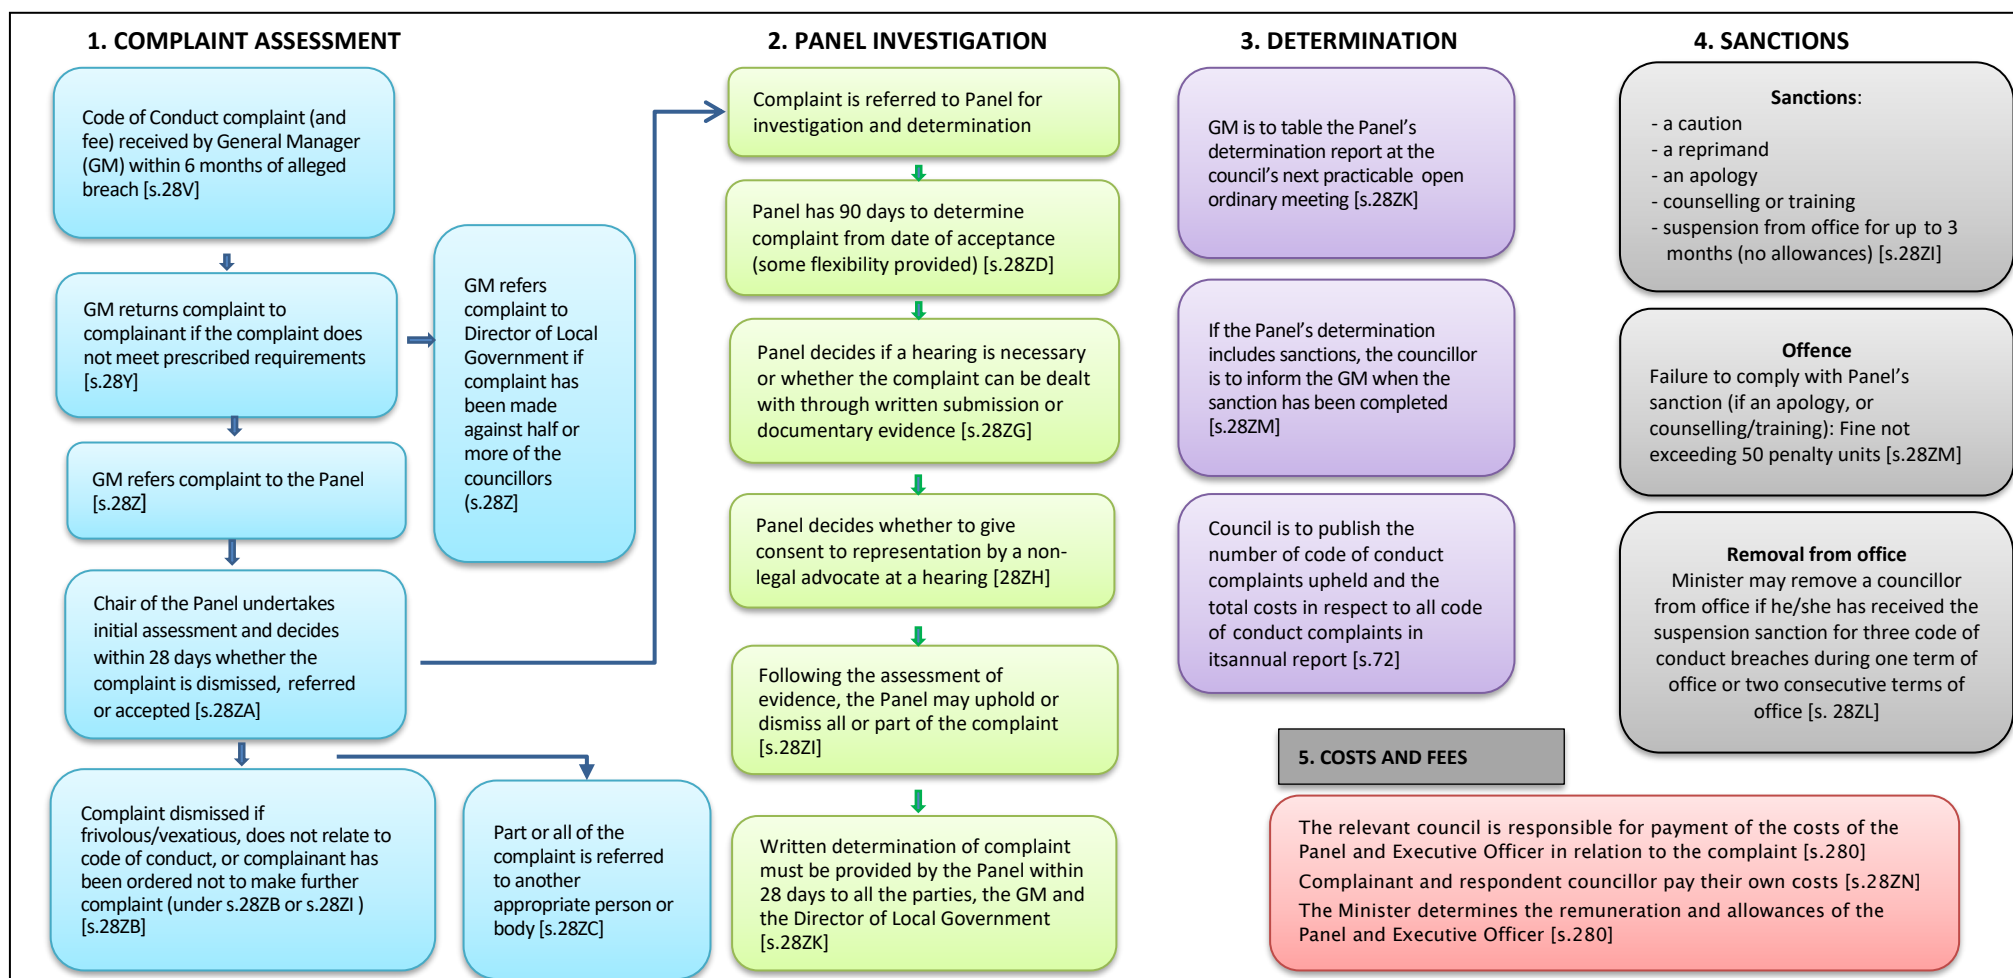 1. COMPLAINT ASSESSMENT
Code of Conduct complaint (and
fee) received by General Manager
(GM) within 6 months of alleged
breach [s.28V]
GM returns complaint to
complainant if the complaint does
not meet prescribed requirements
[s.28Y]
GM refers
complaint to
Director of Local
Government if
complaint has
been made
against half or
more of the
councillors
(s.28Z]
GM refers complaint to the Panel
[s.28Z]
Chair of the Panel undertakes
initial assessment and decides
within 28 days whether the
complaint is dismissed, referred
or accepted [s.28ZA]
Complaint dismissed if
frivolous/vexatious, does not relate to
code of conduct, or complainant has
been ordered not to make further
complaint (under s.28ZB or s.28ZI )
[s.28ZB]
Part or all of the
complaint is referred
to another
appropriate person or
body [s.28ZC]
2. PANEL INVESTIGATION
Complaint is referred to Panel for
investigation and determination
Panel has 90 days to determine
complaint from date of acceptance
(some flexibility provided) [s.28ZD]
Panel decides if a hearing is necessary
or whether the complaint can be dealt
with through written submission or
documentary evidence [s.28ZG]
Panel decides whether to give
consent to representation by a non-
legal advocate at a hearing [28ZH]
Following the assessment of
evidence, the Panel may uphold or
dismiss all or part of the complaint
[s.28ZI]
Written determination of complaint
must be provided by the Panel within
28 days to all the parties, the GM and
the Director of Local Government
[s.28ZK]
3. DETERMINATION
GM is to table the Panel’s
determination report at the
council’s next practicable open
ordinary meeting [s.28ZK]
If the Panel’s determination
includes sanctions, the councillor
is to inform the GM when the
sanction has been completed
[s.28ZM]
Council is to publish the
number of code of conduct
complaints upheld and the
total costs in respect to all code
of conduct complaints in
itsannual report [s.72]
4. SANCTIONS
Sanctions:
- a caution
- a reprimand
- an apology
- counselling or training
- suspension from office for up to 3
months (no allowances) [s.28ZI]
Offence
Failure to comply with Panel’s
sanction (if an apology, or
counselling/training): Fine not
exceeding 50 penalty units [s.28ZM]
Removal from office
Minister may remove a councillor
from office if he/she has received the
suspension sanction for three code of
conduct breaches during one term of
office or two consecutive terms of
office [s. 28ZL]
5. COSTS AND FEES
The relevant council is responsible for payment of the costs of the
Panel and Executive Officer in relation to the complaint [s.280]
Complainant and respondent councillor pay their own costs [s.28ZN]
The Minister determines the remuneration and allowances of the
Panel and Executive Officer [s.280]